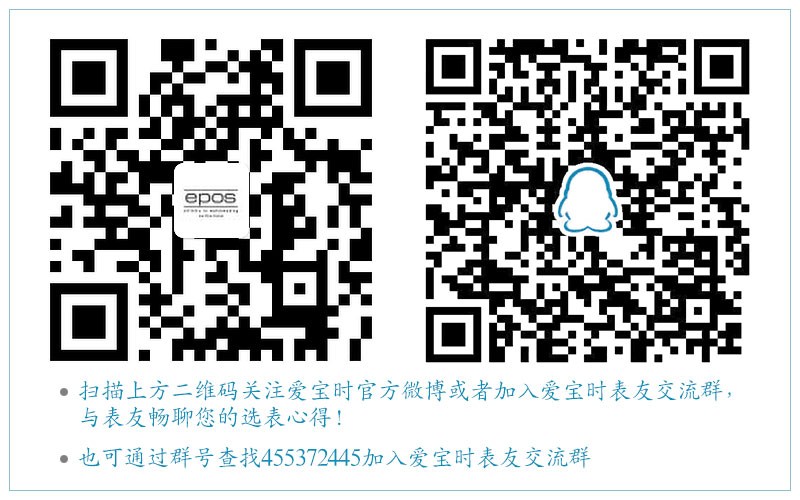 epos
扫描上方二维码关注爱宝时官方微博或者加入爱宝时表友交流群，
与表友畅聊您的选表心得！
也可通过群号查找455372445加入爱宝时表友交流群